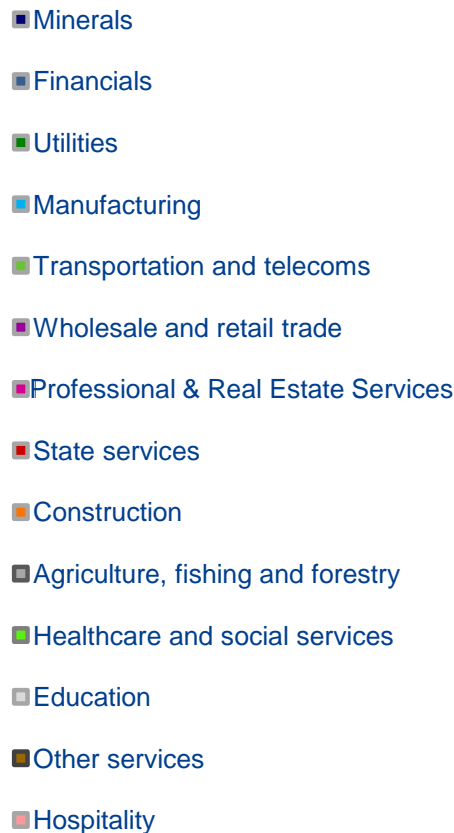 Minerals
Financials
Utilities
Manufacturing
Transportation and telecoms
Wholesale and retail trade
Professional & Real Estate Services
State services
Construction
Agriculture, fishing and forestry
Healthcare and social services
Education
Other services
Hospitality